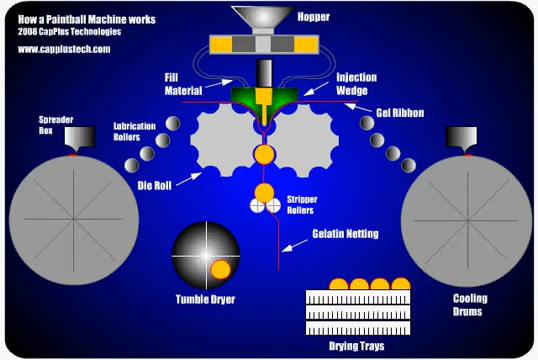 How a Paintball Machine works
2008 CapPlus Technologies
www.capplustech.com
Hopper
Fill
Material
Injection
Wedge
Gel Ribbon
Spreader
Box
Lubrication
Rollers
Die Roll
Stripper
Rollers
Gelatin Netting
Tumble Dryer
Cooling
Drums
Drying Trays